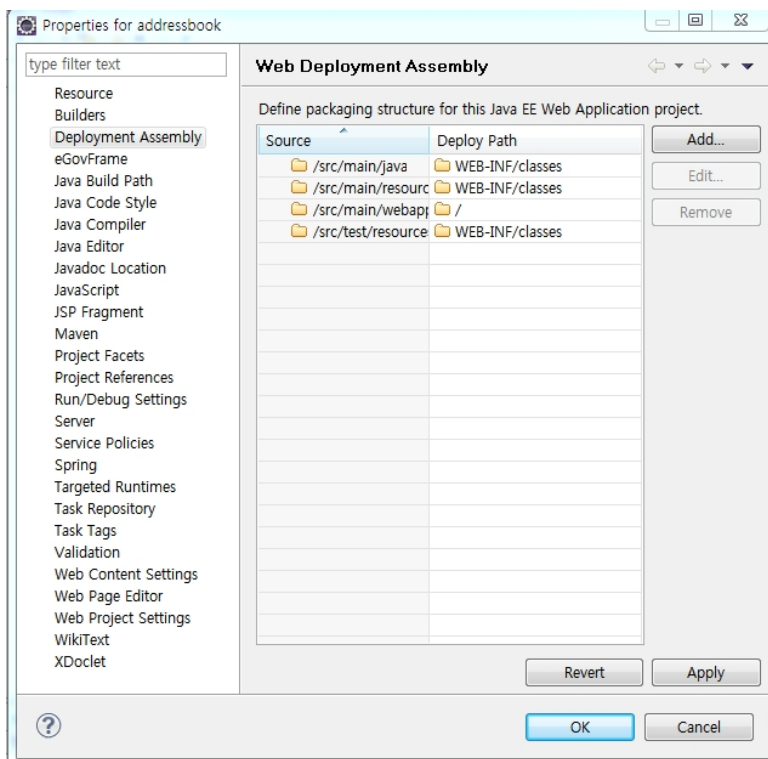 Properties for addressbook
type filter text
Resource
Builders
Deployment Assembly
eGovFrame
Java Build Path
Java Code Style
Java Compiler
Java Editor
Javadoc Location
JavaScript
JSP Fragment
Maven
Project Facets
Project References
Run/Debug Settings
Server
Service Policies
Spring
Targeted Runtimes
Task Repository
Task Tags
Validation
Web Content Settings
Web Page Editor
Web Project Settings
WikiText
XDoclet
Web Deployment Assembly
Define packaging structure for this Java EE Web Application project.
Source Deploy Path
/src/main/java WEB-INF/classes
/src/main/resourc WEB-INF/classes
/src/main/webapp /
/src/test/resource WEB-INF/classes
Add...
Edit...
Remove
Revert Apply
OK Cancel